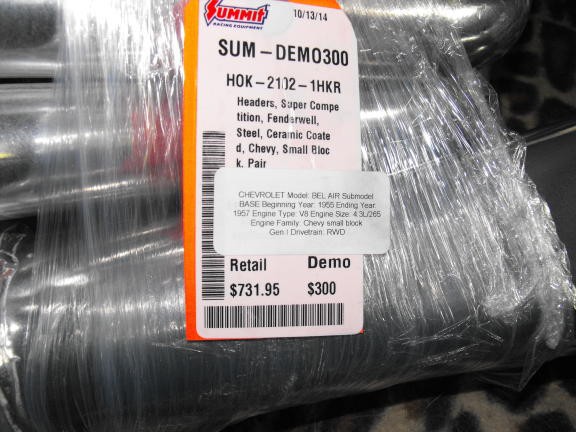 SUMMIT
RACING EQUIPMENT
10/13/14
SUM-DEMO300
HOK-2102-1HKR
Headers, Super Compe
tition, Fenderwell,
Steel, Ceramic Coate
d, Chevy, Small Bloc
k, Pair
CHEVROLET Model: BEL AIR Submodel
BASE Beginning Year: 1955 Ending Year:
1957 Engine Type: V8 Engine Size: 4.3L/265
Engine Family: Chevy small block
Gen I Drivetrain: RWD
Retail Demo
$731.95 $300